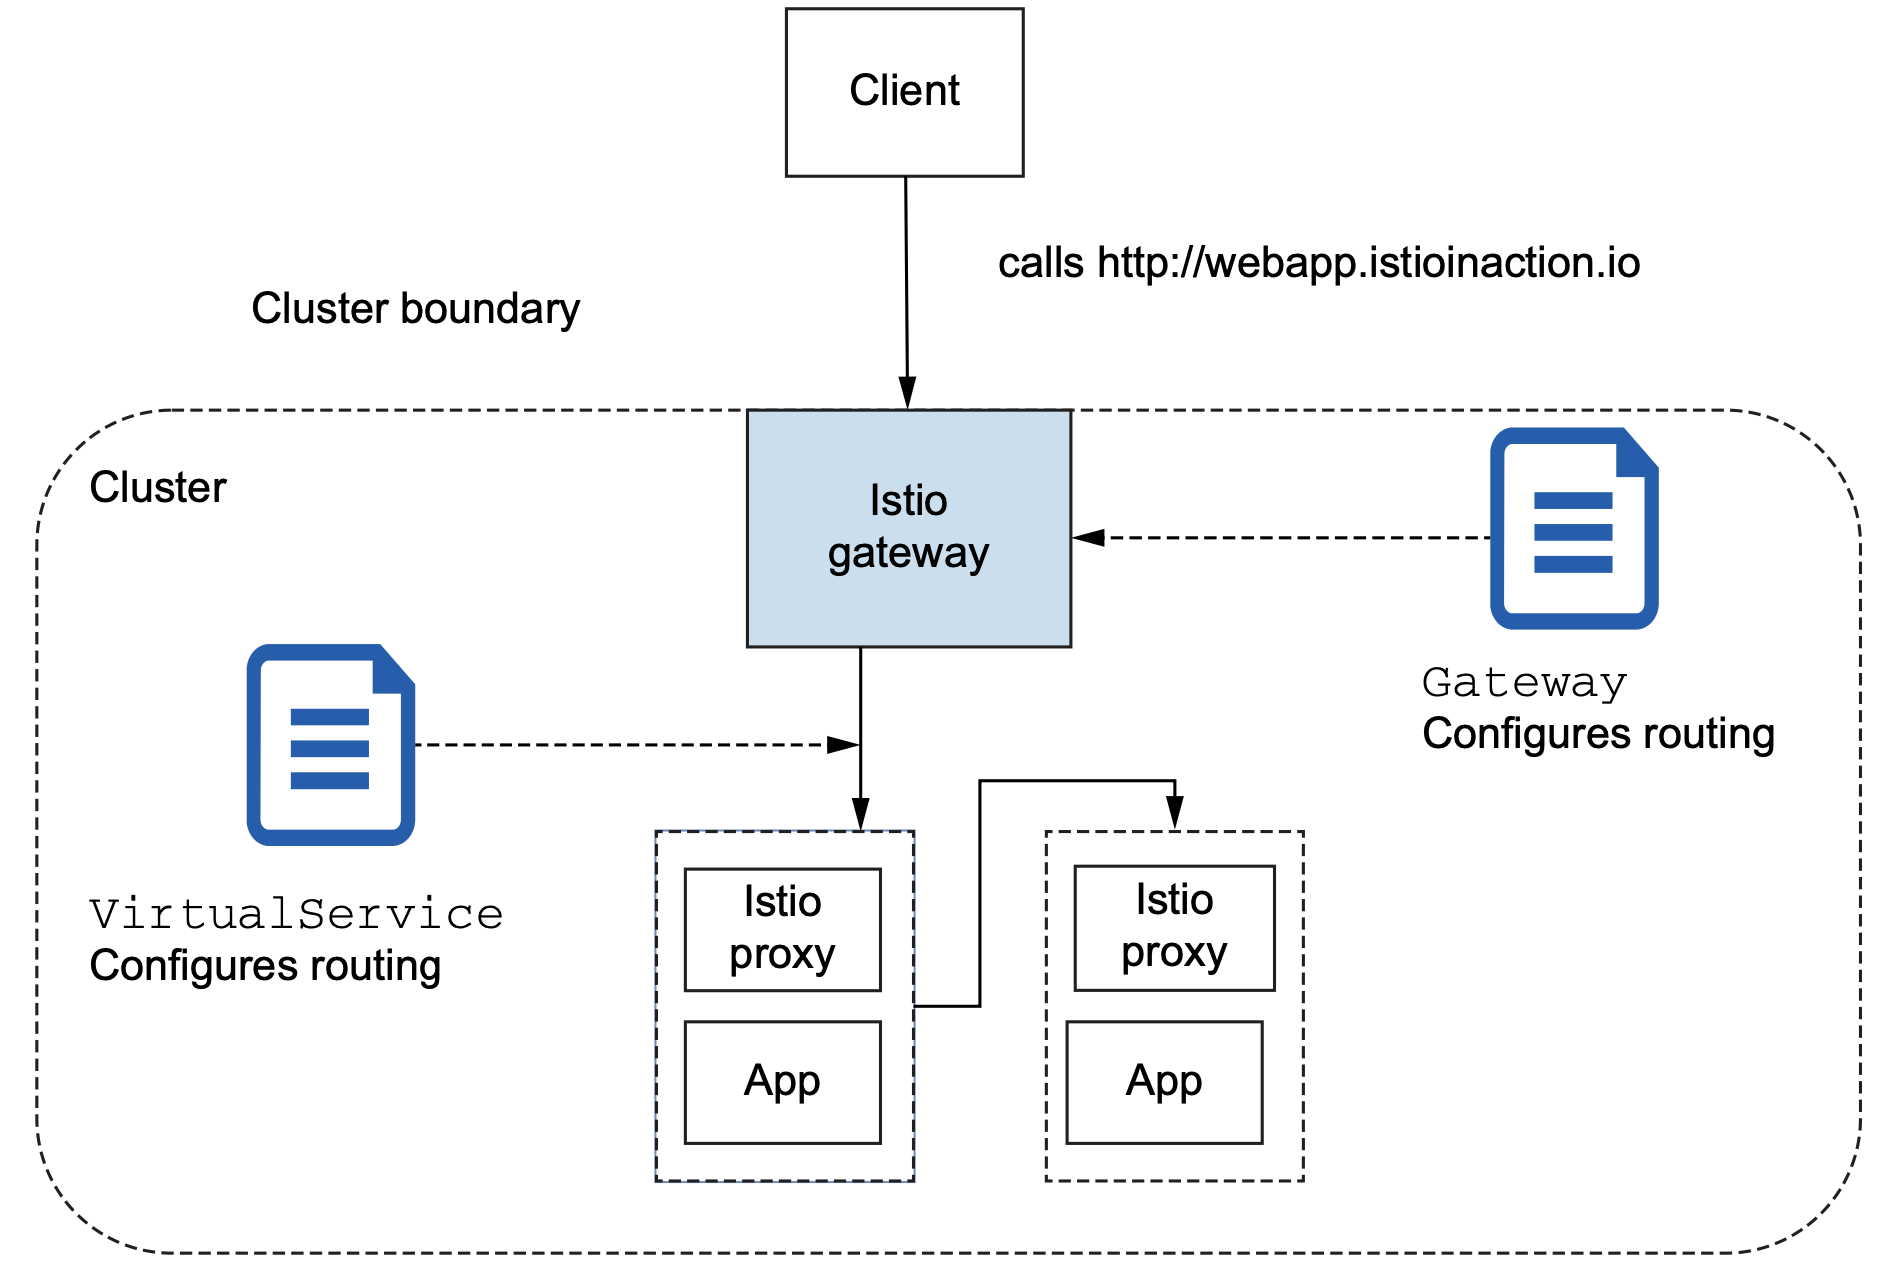 Client
calls http://webapp.istioinaction.io
Cluster boundary
Cluster
Istio
gateway
Gateway
Configures routing
VirtualService
Configures routing
Istio
proxy
App
Istio
proxy
App